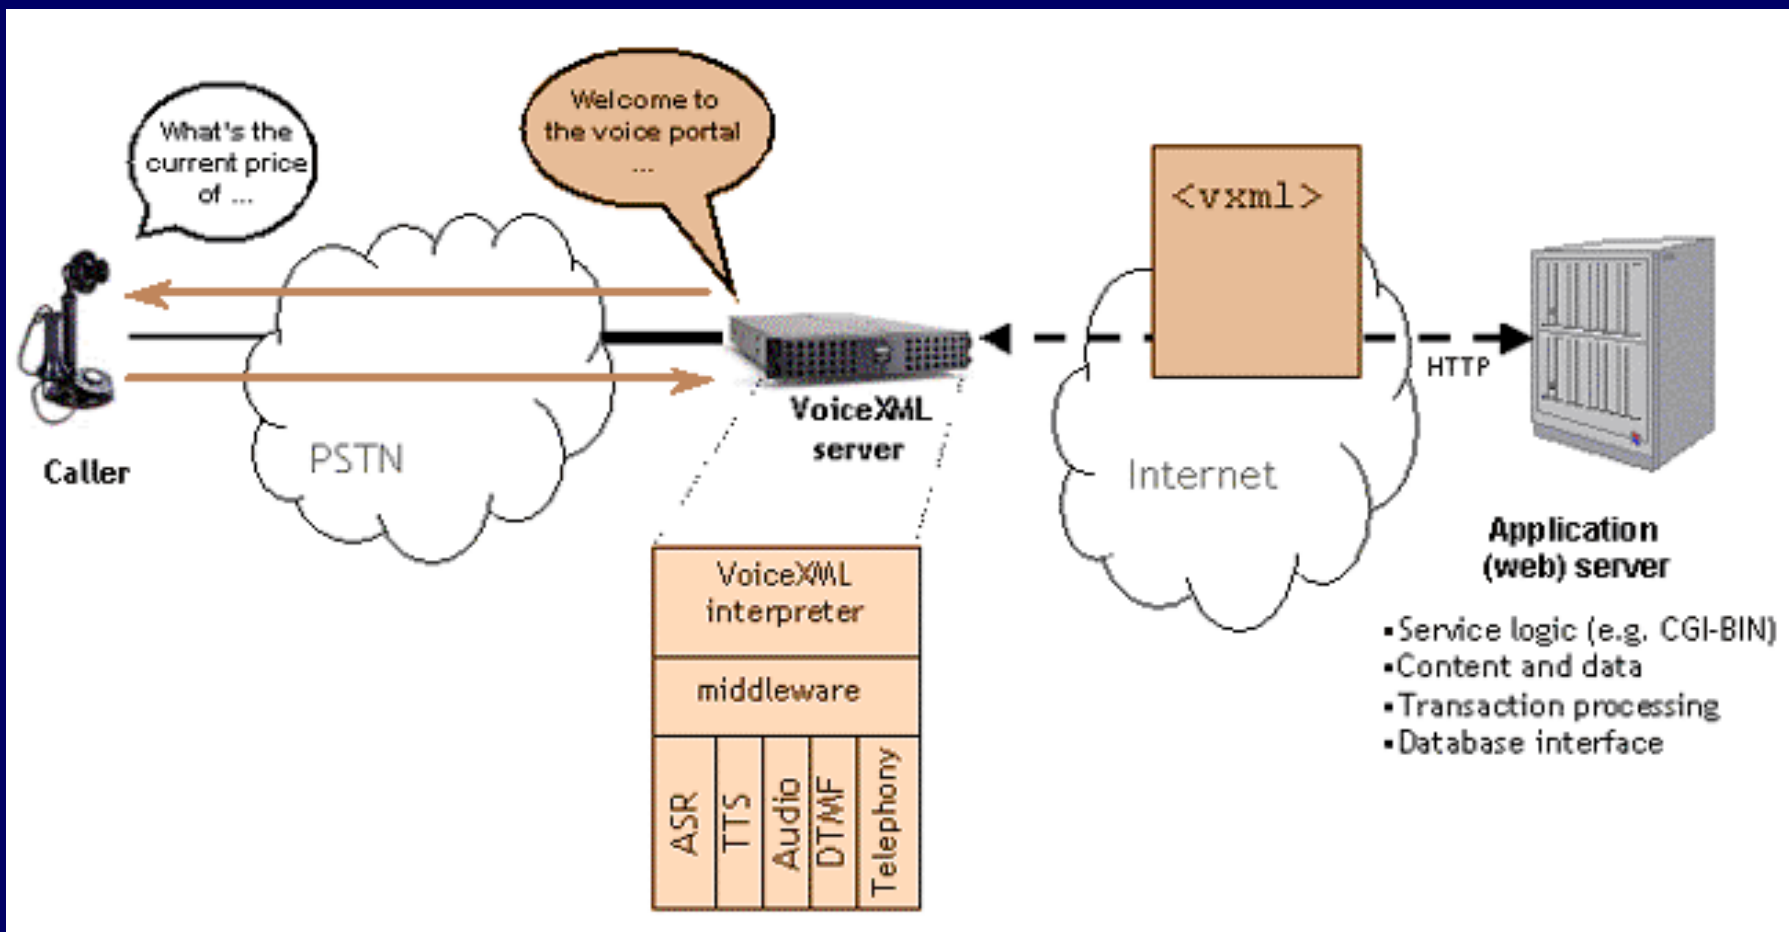 What's the
current price
of ...
Welcome to
the voice portal
...
<vxml>
HTTP
PSTN
Internet
Caller
VoiceXML
server
Application
(web) server
▪Service logic (e.g. CGI-BIN)
▪Content and data
▪Transaction processing
▪Database interface
VoiceXML
interpreter
middleware
ASR
TTS
Audio
DTMF
Telephony